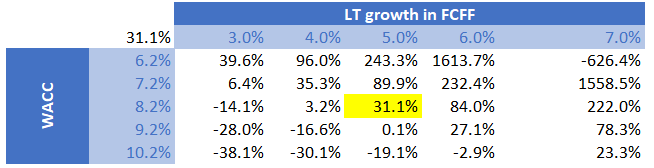 LT growth in FCFF
31.1% 3.0% 4.0% 5.0% 6.0% 7.0%
WACC
6.2% 39.6% 96.0% 243.3% 1613.7% -626.4%
7.2% 6.4% 35.3% 89.9% 232.4% 1558.5%
8.2% -14.1% 3.2% 31.1% 84.0% 222.0%
9.2% -28.0% -16.6% 0.1% 27.1% 78.3%
10.2% -38.1% -30.1% -19.1% -2.9% 23.3%